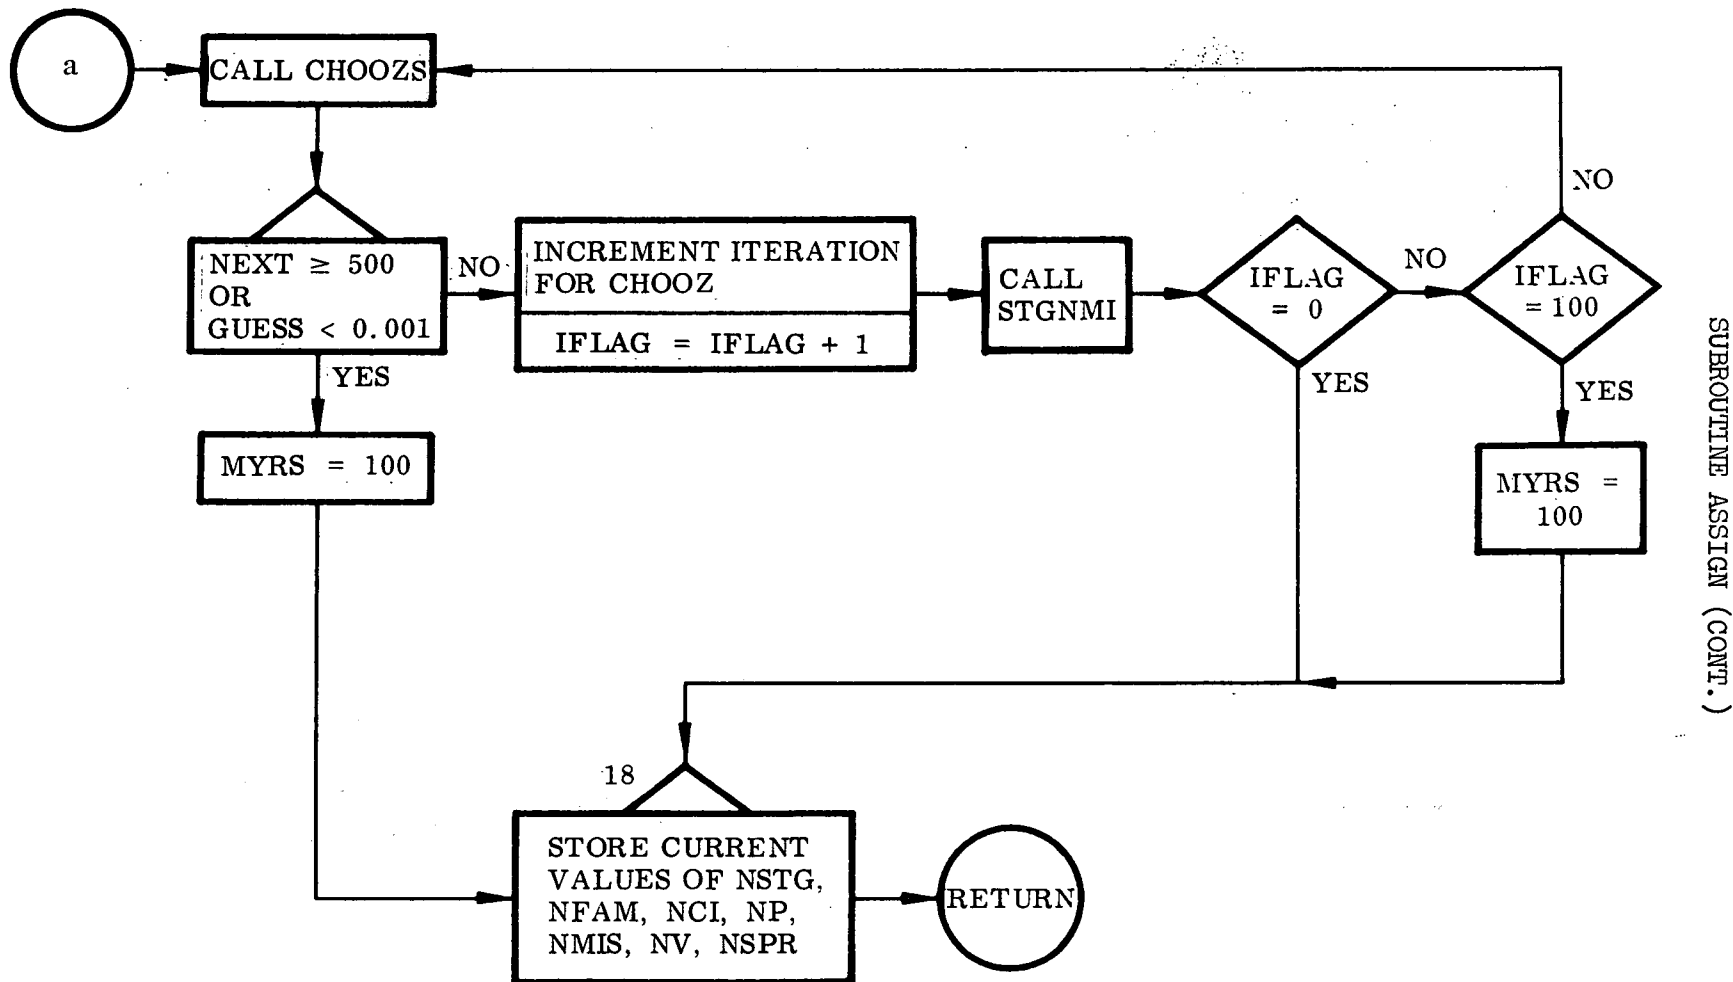 a
CALL CHOOZS
NO
NEXT ≥ 500
OR
GUESS < 0.001
NO
YES
INCREMENT ITERATION
FOR CHOOZ
IFLAG = IFLAG + 1
CALL
STGNMI
IFLAG
= 0
NO
YES
IFLAG
= 100
YES
MYRS = 100
MYRS =
100
18
STORE CURRENT
VALUES OF NSTG,
NFAM, NCI, NP,
NMIS, NV, NSPR
RETURN
SUBROUTINE ASSIGN (CONT.)